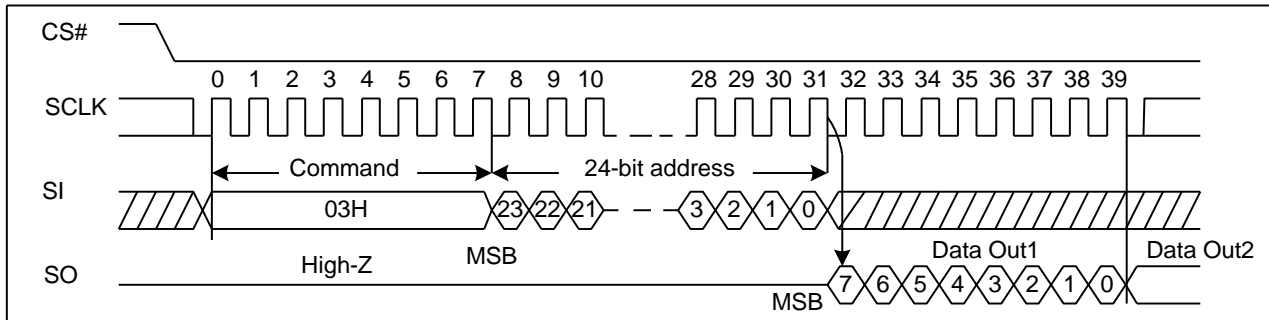 CS#
0 1 2 3 4 5 6 7 8 9 10 28 29 30 31 32 33 34 35 36 37 38 39
SCLK
Command 24-bit address
SI
03H 23 22 21 3 2 1 0
MSB
High-Z
Data Out1 Data Out2
SO
MSB 7 6 5 4 3 2 1 0